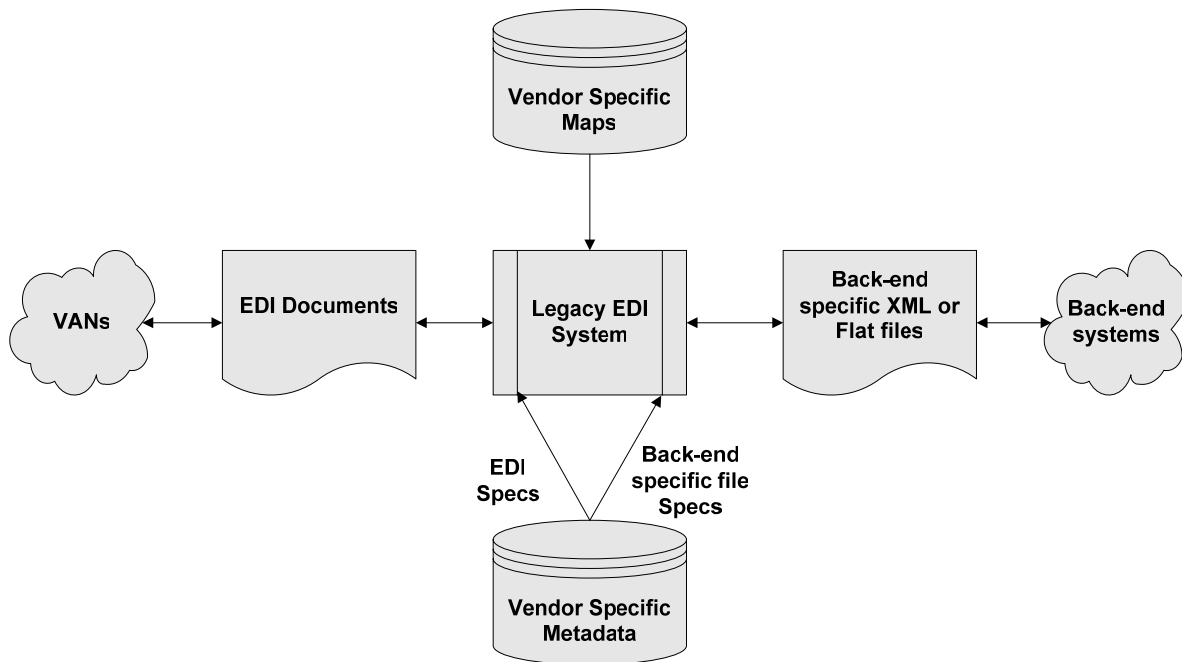 Vendor Specific
Maps
VANs
EDI Documents
Legacy EDI
System
Back-end
specific XML or
Flat files
Back-end
systems
EDI
Specs
Back-end
specific file
Specs
Vendor Specific
Metadata